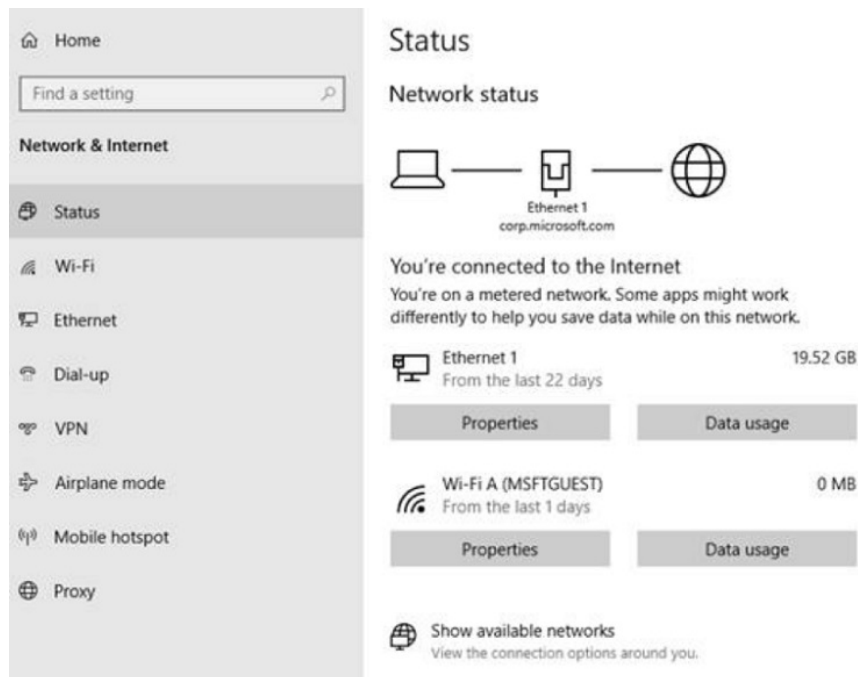 Home
Find a setting
Network & Internet
Status
Wi-Fi
Ethernet
Dial-up
VPN
Airplane mode
Mobile hotspot
Proxy
Status
Network status
Ethernet 1
corp.microsoft.com
You're connected to the Internet
You're on a metered network. Some apps might work
differently to help you save data while on this network.
Ethernet 1 19.52 GB
From the last 22 days
Properties Data usage
Wi-Fi A (MSFTGUEST) 0 MB
From the last 1 days
Properties Data usage
Show available networks
View the connection options around you.